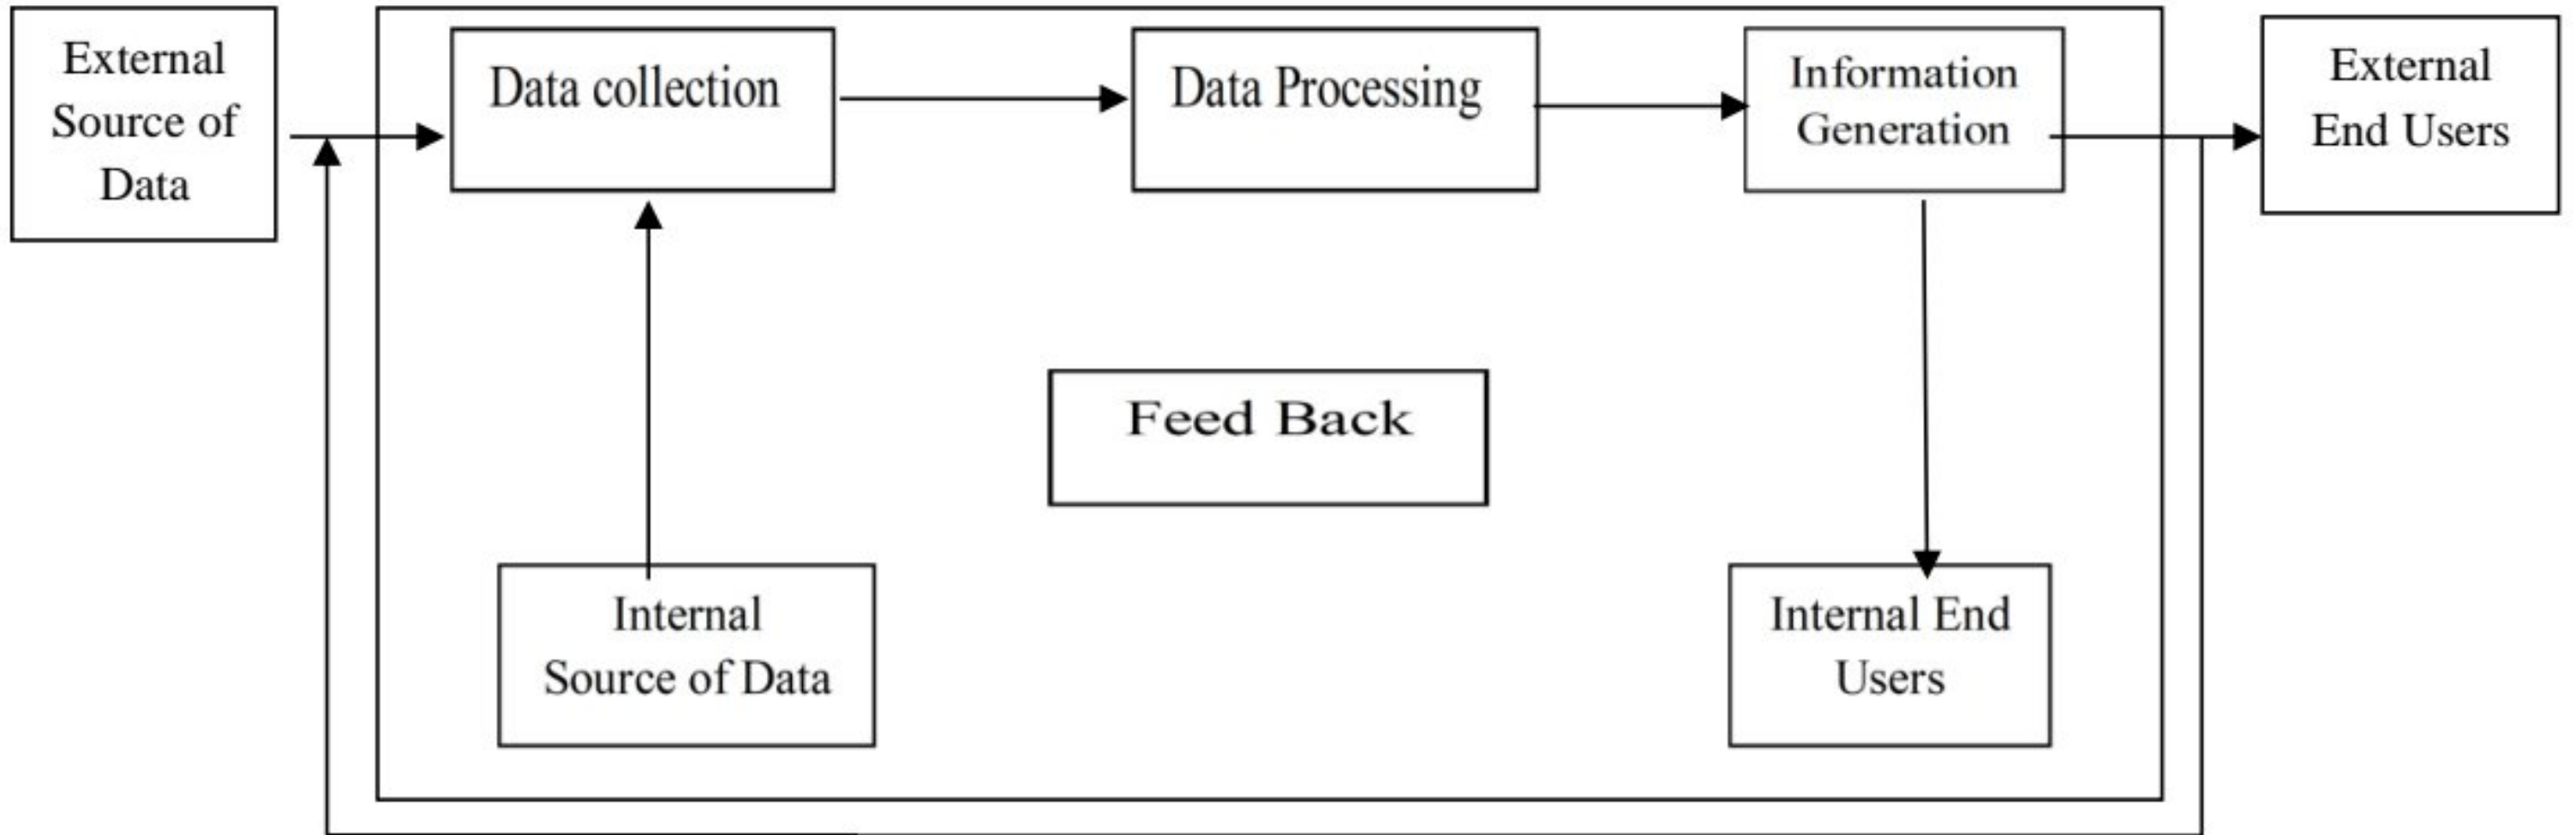 External
Source of
Data
Data collection
Data Processing
Information
Generation
External
End Users
Feed Back
Internal
Source of Data
Internal End
Users